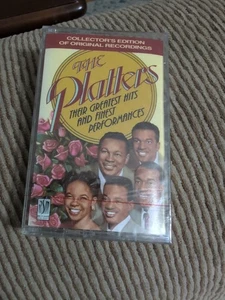 COLLECTOR'S EDITION
OF ORIGINAL RECORDINGS
THE
Platters
THEIR GREATEST HITS
AND FINEST
PERFORMANCES